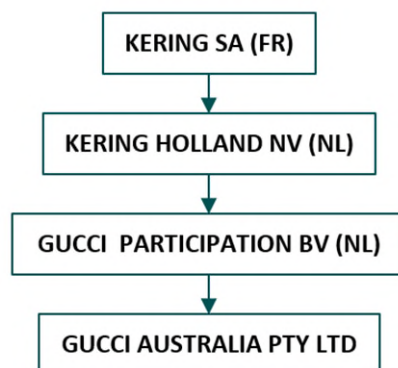 KERING SA (FR)
KERING HOLLAND NV (NL)
GUCCI PARTICIPATION BV (NL)
GUCCI AUSTRALIA PTY LTD